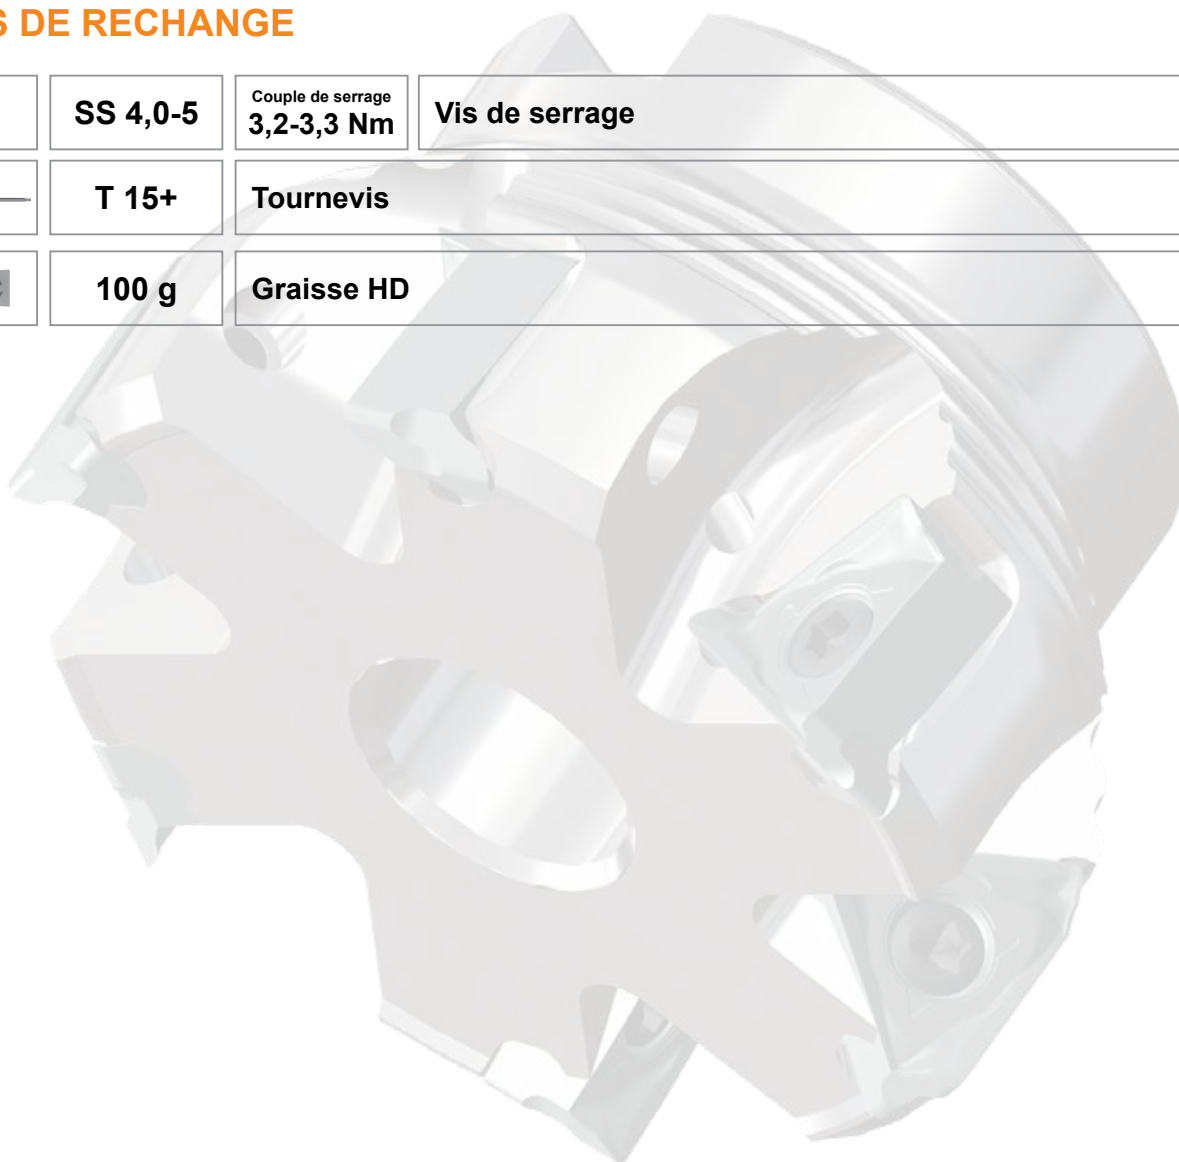 S DE RECHANGE
SS 4,0-5
Couple de serrage
3,2-3,3 Nm
Vis de serrage
T 15+
Tournevis
100 g
Graisse HD